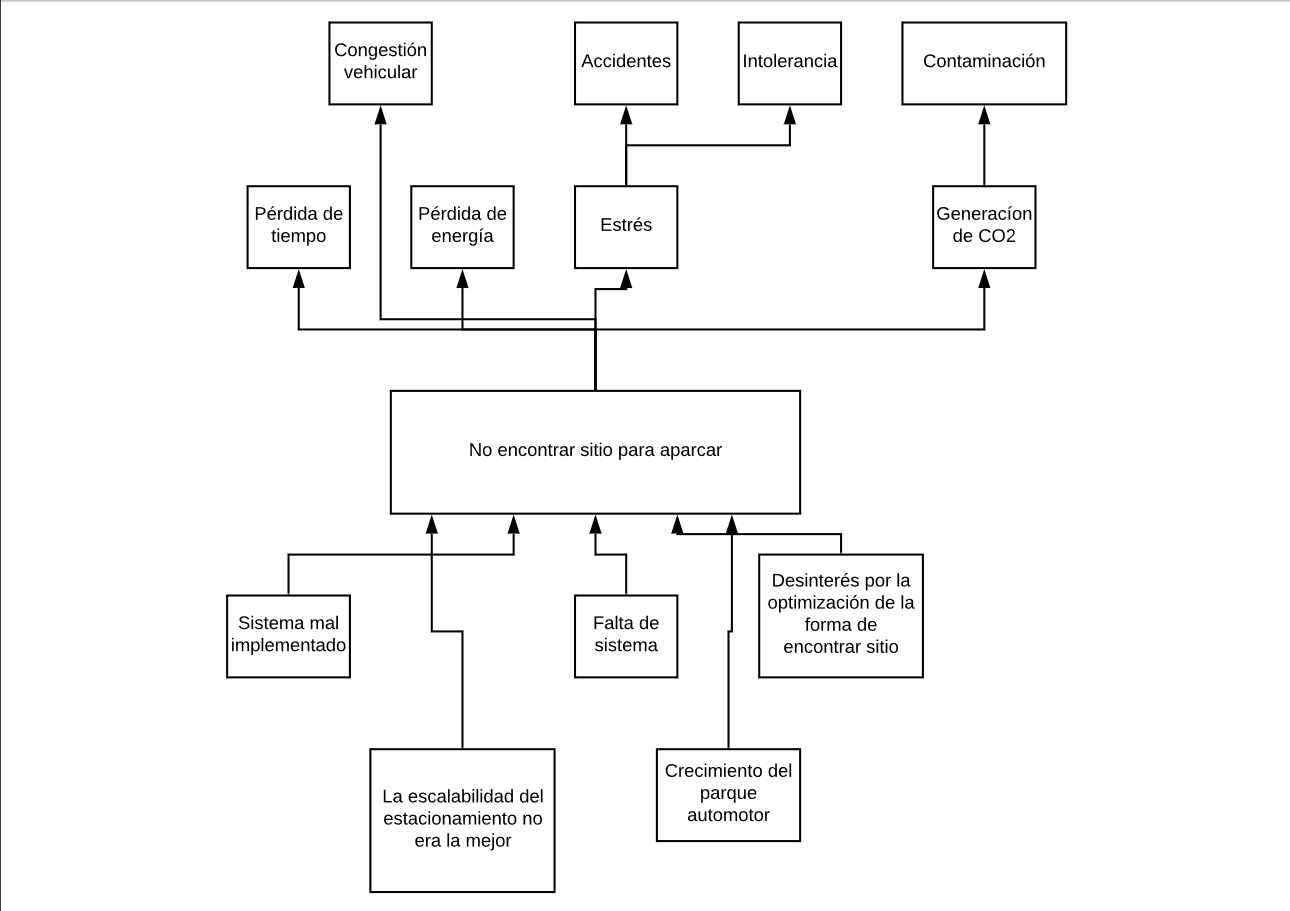 Congestión
vehicular
Accidentes
Intolerancia
Contaminación
Pérdida de
tiempo
Pérdida de
energía
Estrés
Generacíon
de CO2
No encontrar sitio para aparcar
Sistema mal
implementado
Falta de
sistema
Desinterés por la
optimización de la
forma de
encontrar sitio
La escalabilidad del
estacionamiento no
era la mejor
Crecimiento del
parque
automotor